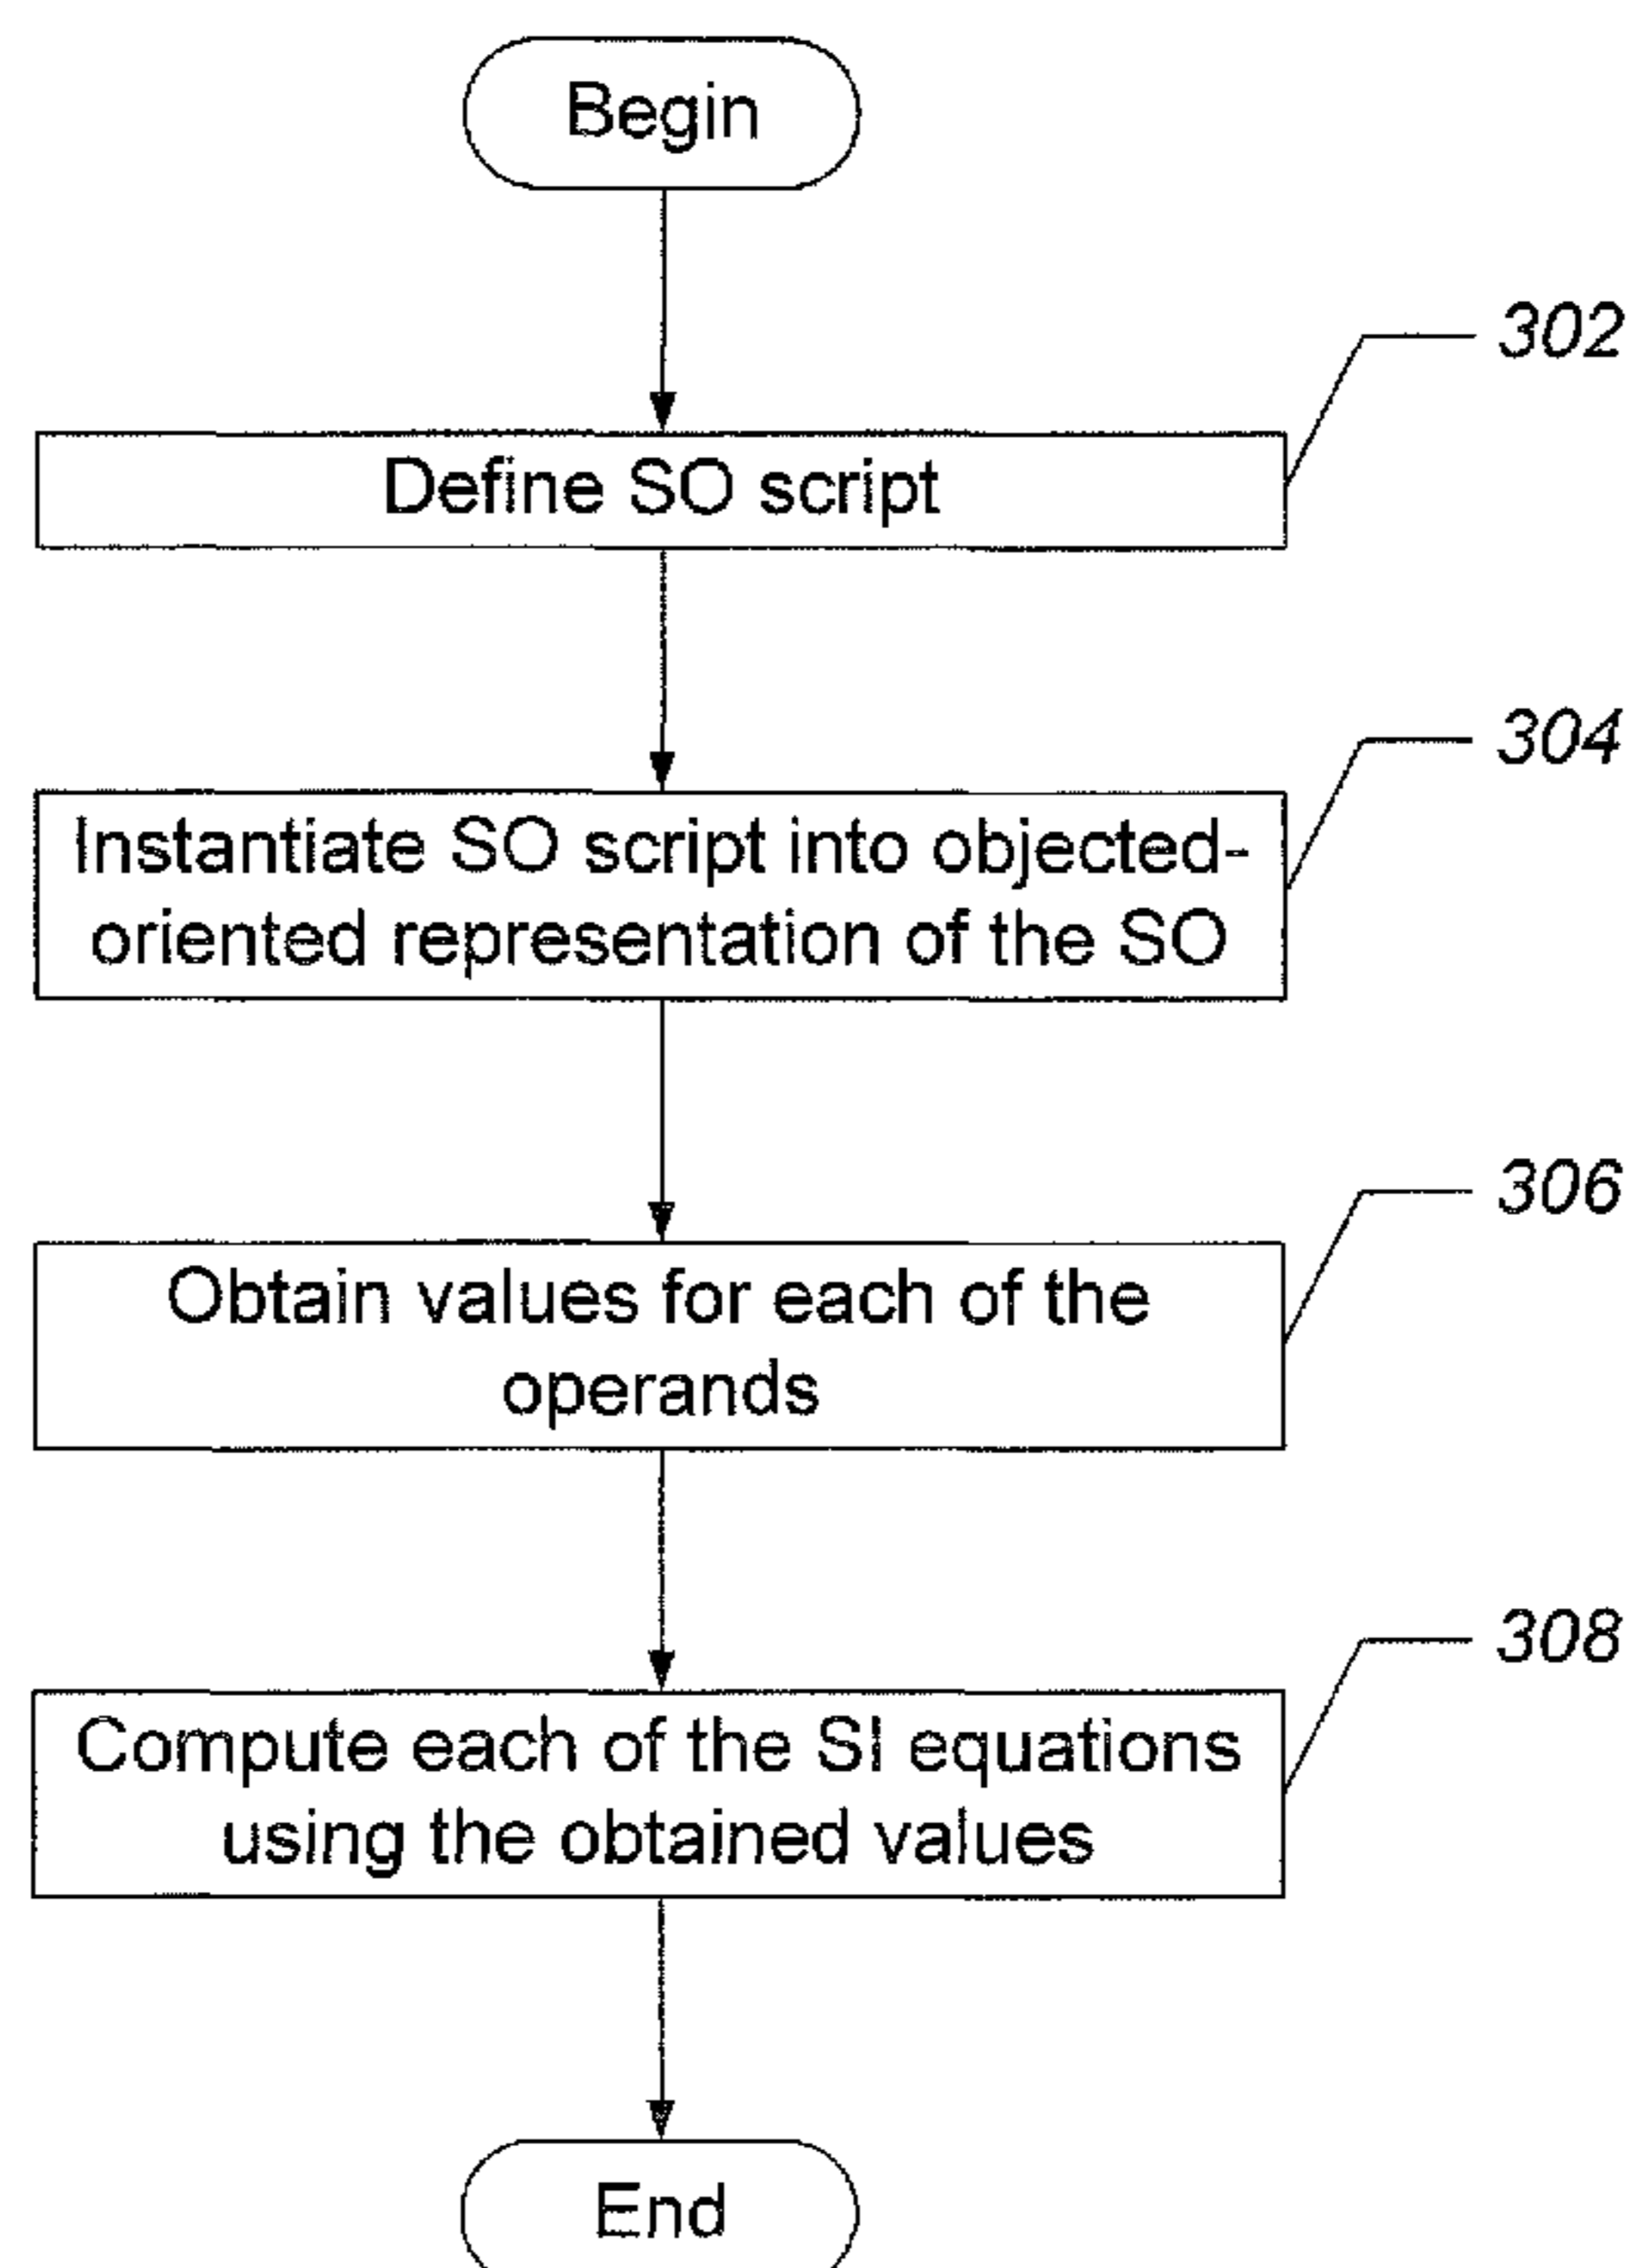 Begin
302
Define SO script
304
Instantiate SO script into objected-
oriented representation of the SO
306
Obtain values for each of the
operands
308
Compute each of the SI equations
using the obtained values
End